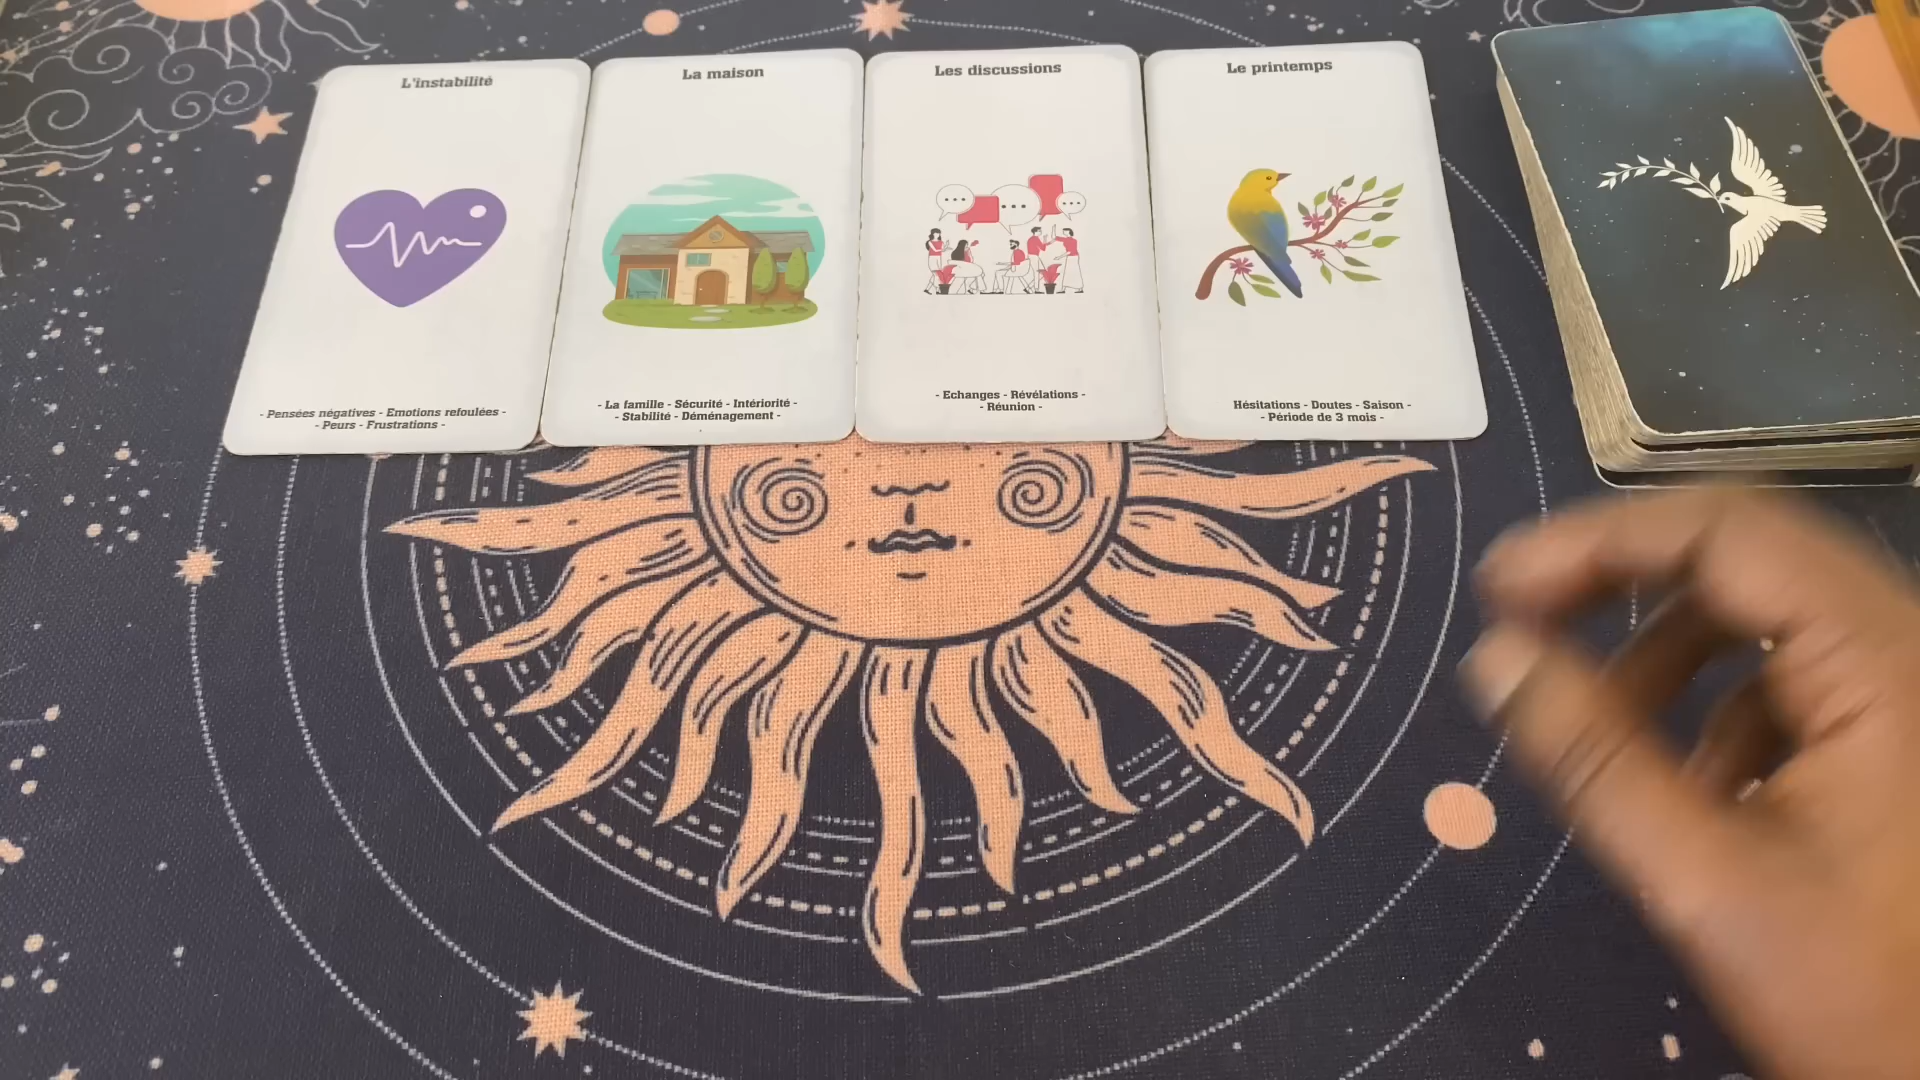 L'instabilité
- Pensées négatives - Emotions refoulées -
- Peurs - Frustrations -
La maison
- La famille - Sécurité - Intériorité -
- Stabilité - Déménagement -
Les discussions
- Echanges - Révélations -
- Réunion -
Le printemps
Hésitations - Doutes - Saison -
- Période de 3 mois -